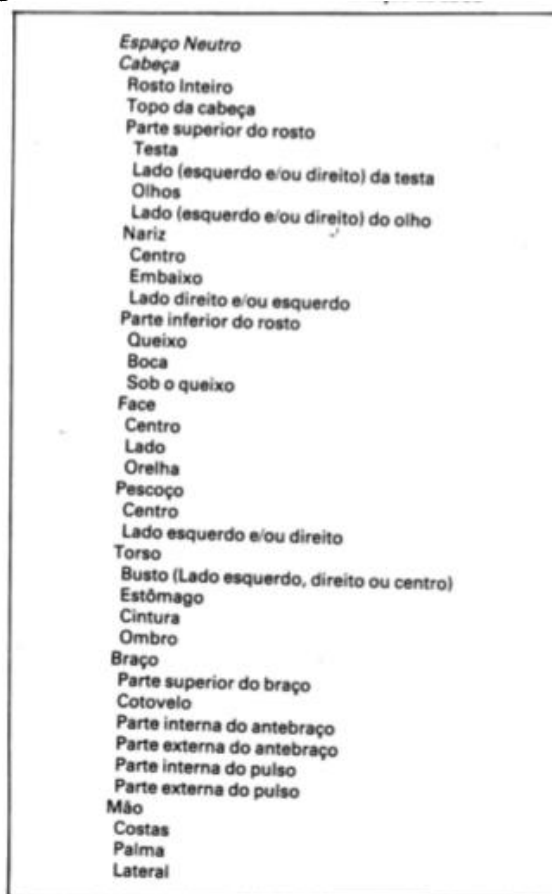 Espaço Neutro
Cabeça
Rosto Inteiro
Topo da cabeça
Parte superior do rosto
Testa
Lado (esquerdo e/ou direito) da testa
Olhos
Lado (esquerdo e/ou direito) do olho
Nariz
Centro
Embaixo
Lado direito e/ou esquerdo
Parte inferior do rosto
Queixo
Boca
Sob o queixo
Face
Centro
Lado
Orelha
Pescoço
Centro
Lado esquerdo e/ou direito
Torso
Busto (Lado esquerdo, direito ou centro)
Estômago
Cintura
Ombro
Braço
Parte superior do braço
Cotovelo
Parte interna do antebraço
Parte externa do antebraço
Parte interna do pulso
Parte externa do pulso
Mão
Costas
Palma
Lateral